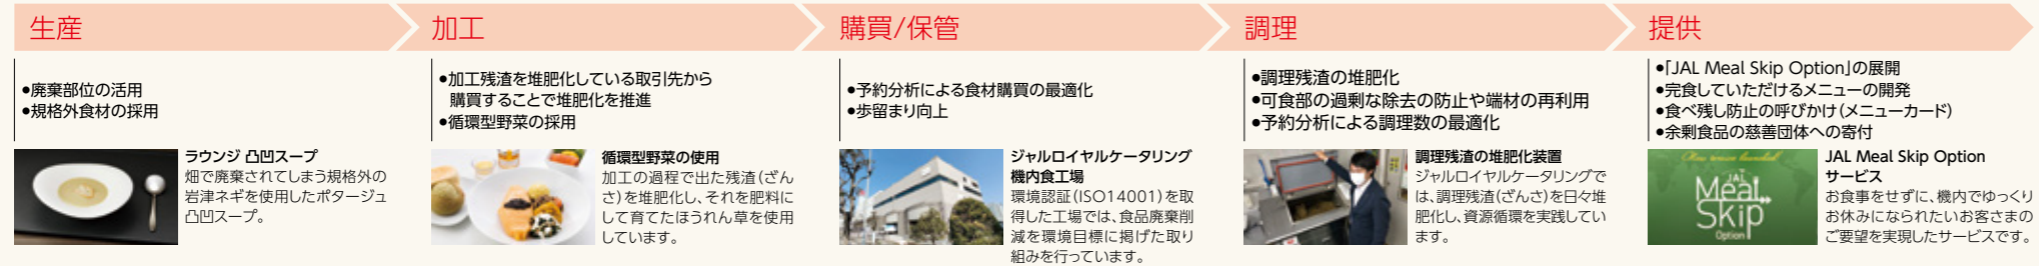 生産
●廃棄部位の活用
●規格外食材の採用
ラウンジ 凸凹スープ
畑で廃棄されてしまう規格外の
岩津ネギを使用したポタージュ
凸凹スープ。
加工
●加工残渣を堆肥化している取引先から
購買することで堆肥化を推進
●循環型野菜の採用
循環型野菜の使用
加工の過程で出た残渣(ざん
さ)を堆肥化し、それを肥料に
して育てたほうれん草を使用
しています。
購買/保管
●予約分析による食材購買の最適化
●歩留まり向上
ジャルロイヤルケータリング
機内食工場
環境認証(ISO14001)を取
得した工場では、食品廃棄削
減を環境目標に掲げた取り
組みを行っています。
調理
●調理残渣の堆肥化
●可食部の過剰な除去の防止や端材の再利用
●予約分析による調理数の最適化
調理残渣の堆肥化装置
ジャルロイヤルケータリングで
は、調理残渣(ざんさ)を日々堆
肥化し、資源循環を実践してい
ます。
提供
●「JAL Meal Skip Option」の展開
●完食していただけるメニューの開発
●食べ残し防止の呼びかけ(メニューカード)
●余剰食品の慈善団体への寄付
JAL
Meal
Skip
Option
JAL Meal Skip Option
サービス
お食事をせずに、機内でゆっくり
お休みになられたいお客さまの
ご要望を実現したサービスです。